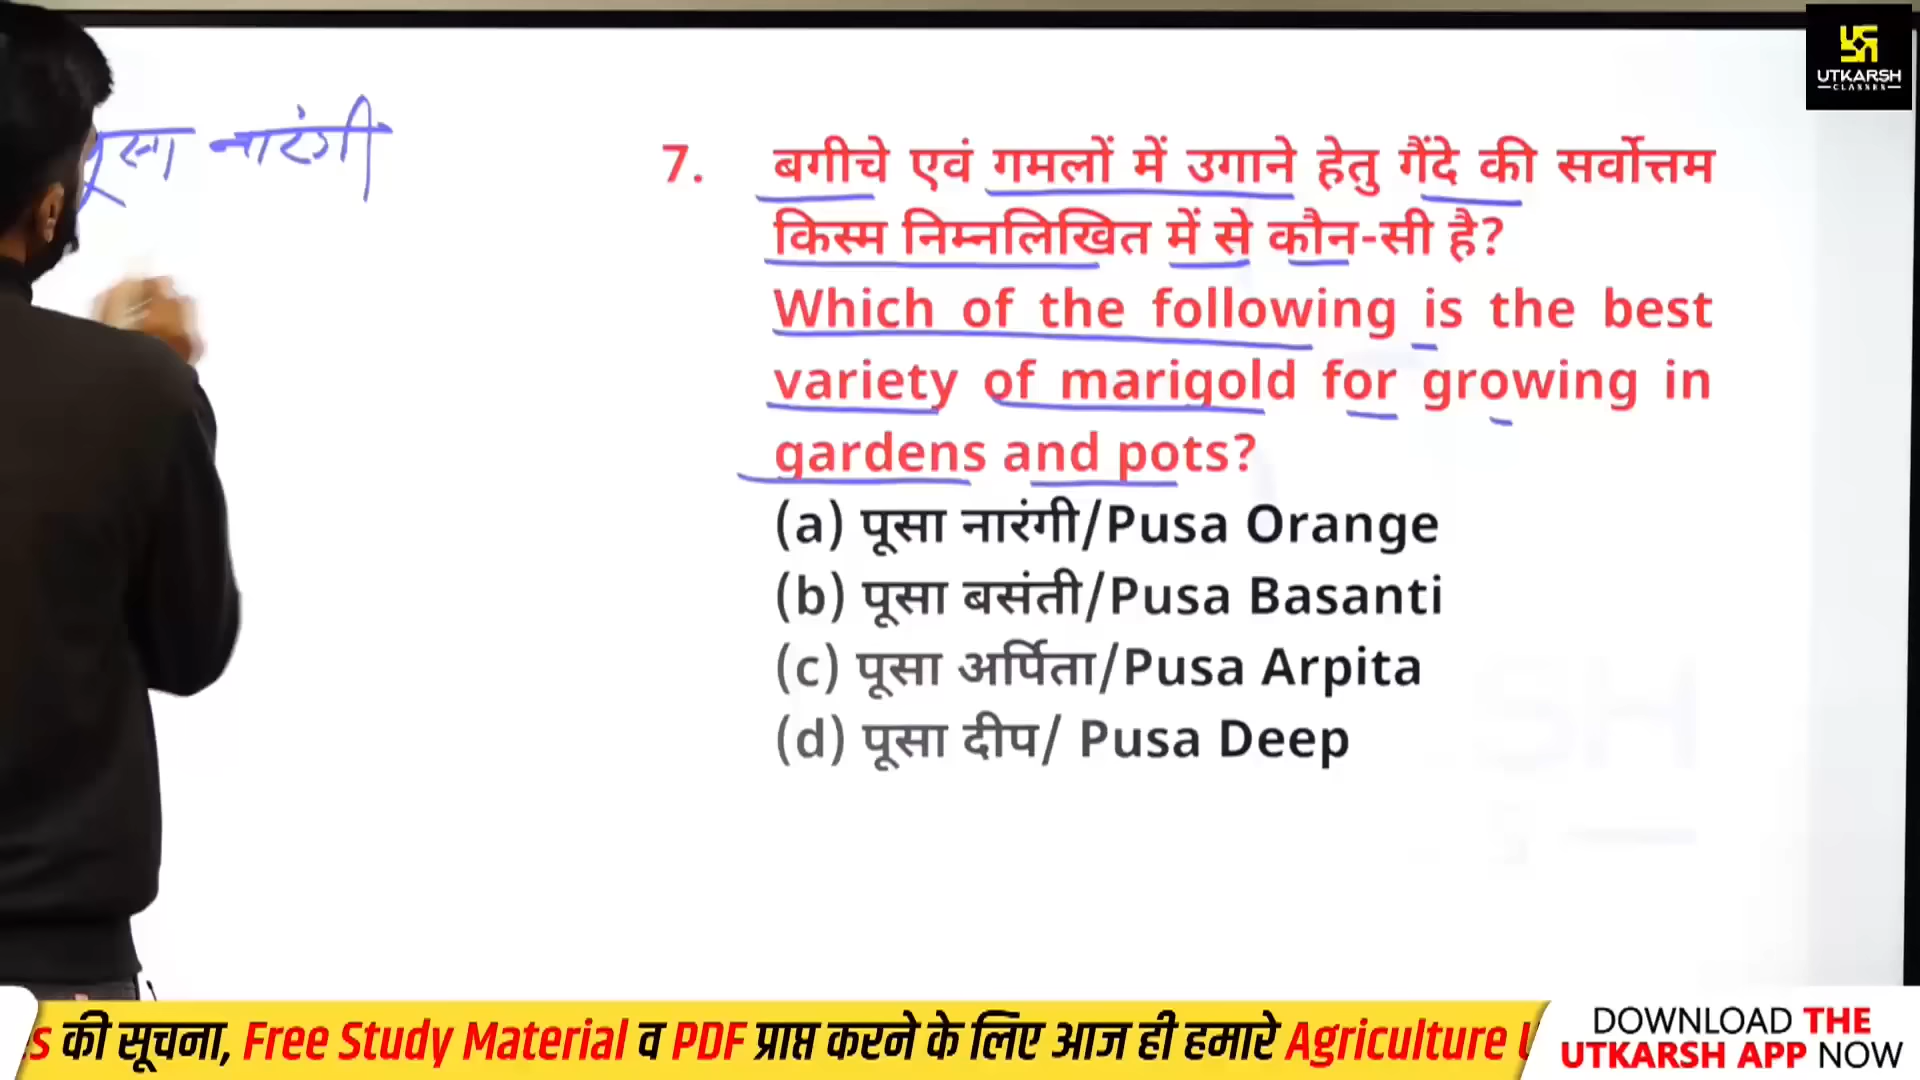 UTKARSH
CLASSES
पूसा नारंगी
7. बगीचे एवं गमलों में उगाने हेतु गैंदे की सर्वोत्तम
किस्म निम्नलिखित में से कौन-सी है?
Which of the following is the best
variety of marigold for growing in
gardens and pots?
(a) पूसा नारंगी/Pusa Orange
(b) पूसा बसंती/Pusa Basanti
(c) पूसा अर्पिता/Pusa Arpita
(d) पूसा दीप/ Pusa Deep
की सूचना, Free Study Material व PDF प्राप्त करने के लिए आज ही हमारे Agriculture
DOWNLOAD THE
UTKARSH APP NOW